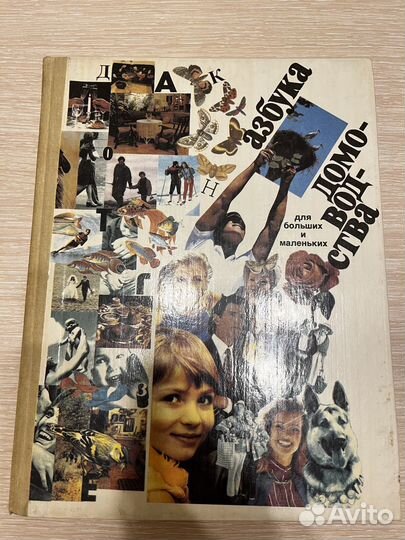 Д
А
К
О
Н
Т
Г
З
Е
азбука
домо-
вод-
ства
для
больших и
маленьких
Avito